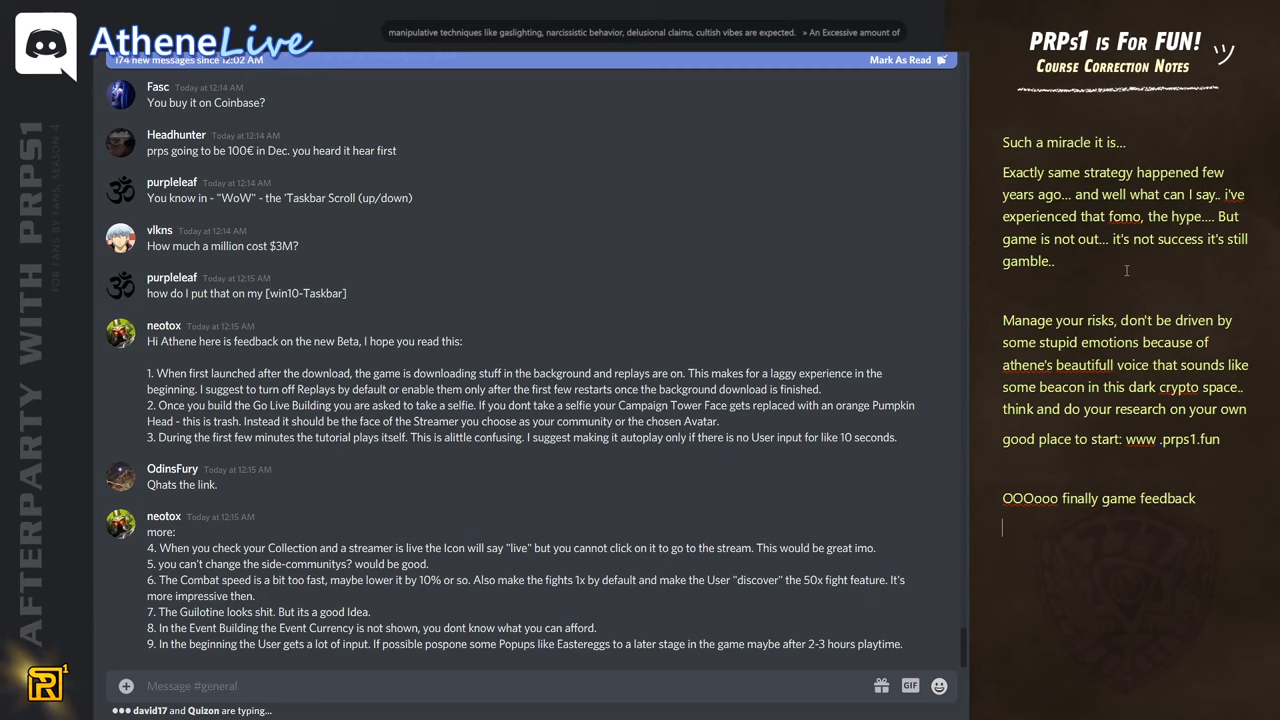 AtheneLive
manipulative techniques like gaslighting, narcissistic behavior, delusional claims, cultish vibes are expected.   » An Excessive amount of
174 new messages since 12:02 AM
Mark As Read
Fasc Today at 12:14 AM
You buy it on Coinbase?
Headhunter Today at 12:14 AM
prps going to be 100€ in Dec. you heard it hear first
purpleleaf Today at 12:14 AM
You know in - "WoW" - the 'Taskbar Scroll (up/down)
vlkns Today at 12:14 AM
How much a million cost $3M?
purpleleaf Today at 12:15 AM
how do I put that on my [win10-Taskbar]
neotox Today at 12:15 AM
Hi Athene here is feedback on the new Beta, I hope you read this:
1. When first launched after the download, the game is downloading stuff in the background and replays are on. This makes for a laggy experience in the
beginning. I suggest to turn off Replays by default or enable them only after the first few restarts once the background download is finished.
2. Once you build the Go Live Building you are asked to take a selfie. If you dont take a selfie your Campaign Tower Face gets replaced with an orange Pumpkin
Head - this is trash. Instead it should be the face of the Streamer you choose as your community or the chosen Avatar.
3. During the first few minutes the tutorial plays itself. This is alittle confusing. I suggest making it autoplay only if there is no User input for like 10 seconds.
OdinsFury Today at 12:15 AM
Qhats the link.
neotox Today at 12:15 AM
more:
4. When you check your Collection and a streamer is live the Icon will say "live" but you cannot click on it to go to the stream. This would be great imo.
5. you can't change the side-communitys? would be good.
6. The Combat speed is a bit too fast, maybe lower it by 10% or so. Also make the fights 1x by default and make the User "discover" the 50x fight feature. It's
more impressive then.
7. The Guilotine looks shit. But its a good Idea.
8. In the Event Building the Event Currency is not shown, you dont know what you can afford.
9. In the beginning the User gets a lot of input. If possible pospone some Popups like Eastereggs to a later stage in the game maybe after 2-3 hours playtime.
Message #general
GIF
david17 and Quizon are typing...
AFTERPARTY WITH PRPS1
FOR FANS BY FANS, SEASON 4
R1
PRPs1 is For FUN!
Course Correction Notes
ツ
Such a miracle it is...
Exactly same strategy happened few
years ago... and well what can I say.. i've
experienced that fomo, the hype.... But
game is not out... it's not success it's still
gamble..
Manage your risks, don't be driven by
some stupid emotions because of
athene's beautifull voice that sounds like
some beacon in this dark crypto space..
think and do your research on your own
good place to start: www .prps1.fun
OOOooo finally game feedback